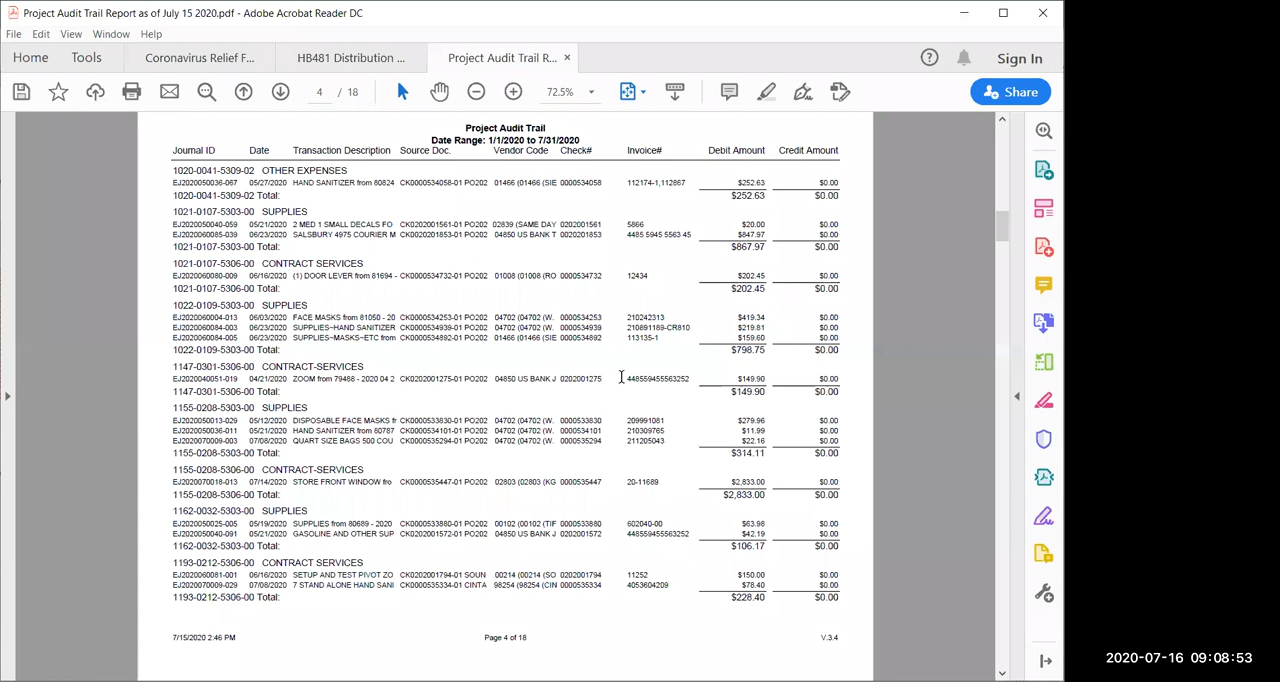 Project Audit Trail Report as of July 15 2020.pdf - Adobe Acrobat Reader DC
File Edit View Window Help
Home Tools Coronavirus Relief F... HB481 Distribution ... Project Audit Trail R... × Sign In
4 / 18 72.5% Share
Project Audit Trail
Date Range: 1/1/2020 to 7/31/2020
Journal ID Date Transaction Description Source Doc. Vendor Code Check# Invoice# Debit Amount Credit Amount
1020-0041-5309-02 OTHER EXPENSES
EJ2020050036-067 05/27/2020 HAND SANITIZER from 80824 CK0000534058-01 PO202 01466 (01466 (SIE 0000534058 112174-1,112867 $252.63 $0.00
1020-0041-5309-02 Total: $252.63 $0.00
1021-0107-5303-00 SUPPLIES
EJ2020050040-059 05/21/2020 2 MED 1 SMALL DECALS FO CK0202001561-01 PO202 02839 (SAME DAY 0202001561 5866 $20.00 $0.00
EJ2020060085-039 06/23/2020 SALSBURY 4975 COURIER M CK0202001853-01 PO202 04850 US BANK T 0020201853 4485 5945 5563 45 $847.97 $0.00
1021-0107-5303-00 Total: $867.97 $0.00
1021-0107-5306-00 CONTRACT SERVICES
EJ2020060080-009 06/16/2020 (1) DOOR LEVER from 81694 - CK0000534732-01 PO202 01008 (01008 (RO 0000534732 12434 $202.45 $0.00
1021-0107-5306-00 Total: $202.45 $0.00
1022-0109-5303-00 SUPPLIES
EJ2020060004-013 06/03/2020 FACE MASKS from 81050 - 20 CK0000534253-01 PO202 04702 (04702 (W. 0000534253 210242313 $419.34 $0.00
EJ2020060084-003 06/23/2020 SUPPLIES~HAND SANITIZER CK0000534939-01 PO202 04702 (04702 (W. 0000534939 210891189-CR810 $219.81 $0.00
EJ2020060084-005 06/23/2020 SUPPLIES~MASKS~ETC from CK0000534892-01 PO202 01466 (01466 (SIE 0000534892 113135-1 $159.60 $0.00
1022-0109-5303-00 Total: $798.75 $0.00
1147-0301-5306-00 CONTRACT-SERVICES
EJ2020040051-019 04/21/2020 ZOOM from 79488 - 2020 04 2 CK0202001275-01 PO202 04850 US BANK J 0202001275 448559455563252 $149.90 $0.00
1147-0301-5306-00 Total: $149.90 $0.00
1155-0208-5303-00 SUPPLIES
EJ2020050013-029 05/12/2020 DISPOSABLE FACE MASKS fr CK0000533830-01 PO202 04702 (04702 (W. 0000533830 209991081 $279.96 $0.00
EJ2020050036-011 05/21/2020 HAND SANITIZER from 80787 CK0000534101-01 PO202 04702 (04702 (W. 0000534101 210309765 $11.99 $0.00
EJ2020070009-003 07/08/2020 QUART SIZE BAGS 500 COU CK0000535294-01 PO202 04702 (04702 (W. 0000535294 211205043 $22.16 $0.00
1155-0208-5303-00 Total: $314.11 $0.00
1155-0208-5306-00 CONTRACT-SERVICES
EJ2020070018-013 07/14/2020 STORE FRONT WINDOW fro CK0000535447-01 PO202 02803 (02803 (KG 0000535447 20-11689 $2,833.00 $0.00
1155-0208-5306-00 Total: $2,833.00 $0.00
1162-0032-5303-00 SUPPLIES
EJ2020050025-005 05/19/2020 SUPPLIES from 80689 - 2020 CK0000533880-01 PO202 00102 (00102 (TIF 0000533880 602040-00 $63.98 $0.00
EJ2020050040-091 05/21/2020 GASOLINE AND OTHER SUP CK0202001572-01 PO202 04850 US BANK J 0202001572 448559455563252 $42.19 $0.00
1162-0032-5303-00 Total: $106.17 $0.00
1193-0212-5306-00 CONTRACT SERVICES
EJ2020060081-001 06/16/2020 SETUP AND TEST PIVOT ZO CK0202001794-01 SOUN 00214 (00214 (SO 0202001794 11252 $150.00 $0.00
EJ2020070009-029 07/08/2020 7 STAND ALONE HAND SANI CK0000535334-01 CINTA 98254 (98254 (CIN 0000535334 4053604209 $78.40 $0.00
1193-0212-5306-00 Total: $228.40 $0.00
7/15/2020 2:46 PM Page 4 of 18 V.3.4
2020-07-16 09:08:53